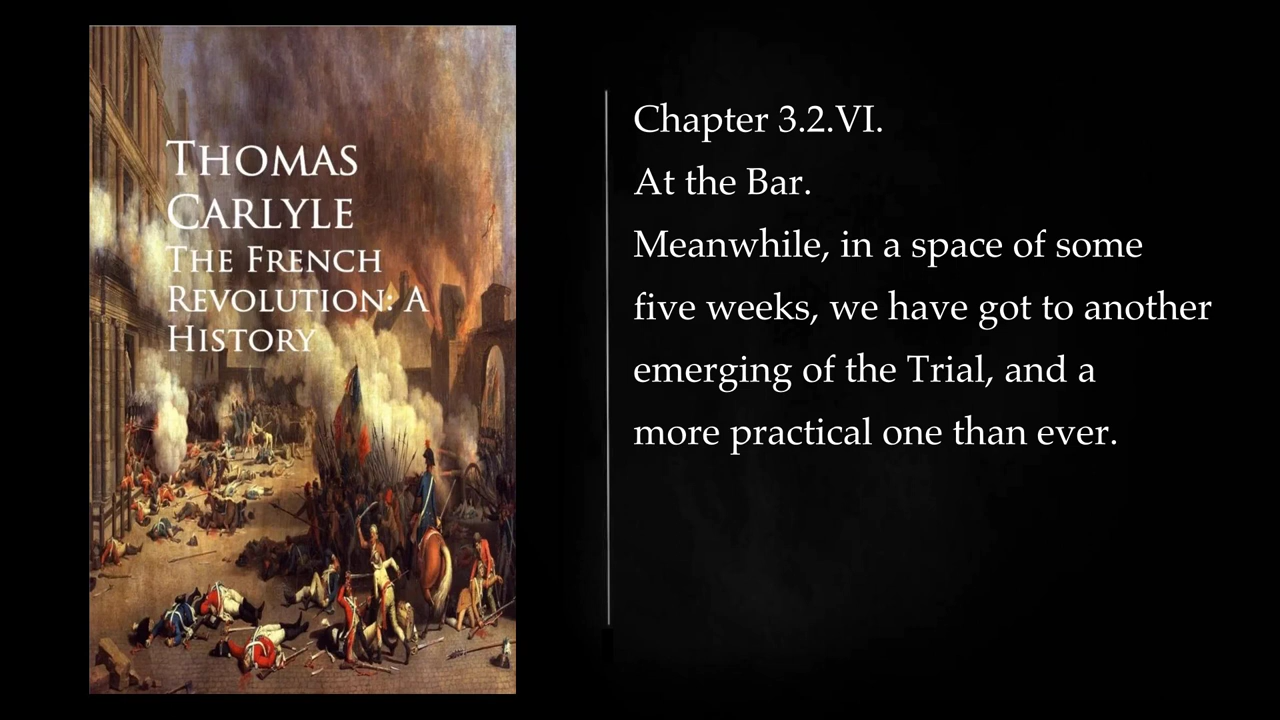 THOMAS
CARLYLE
THE FRENCH
REVOLUTION: A
HISTORY
Chapter 3.2.VI.
At the Bar.
Meanwhile, in a space of some
five weeks, we have got to another
emerging of the Trial, and a
more practical one than ever.